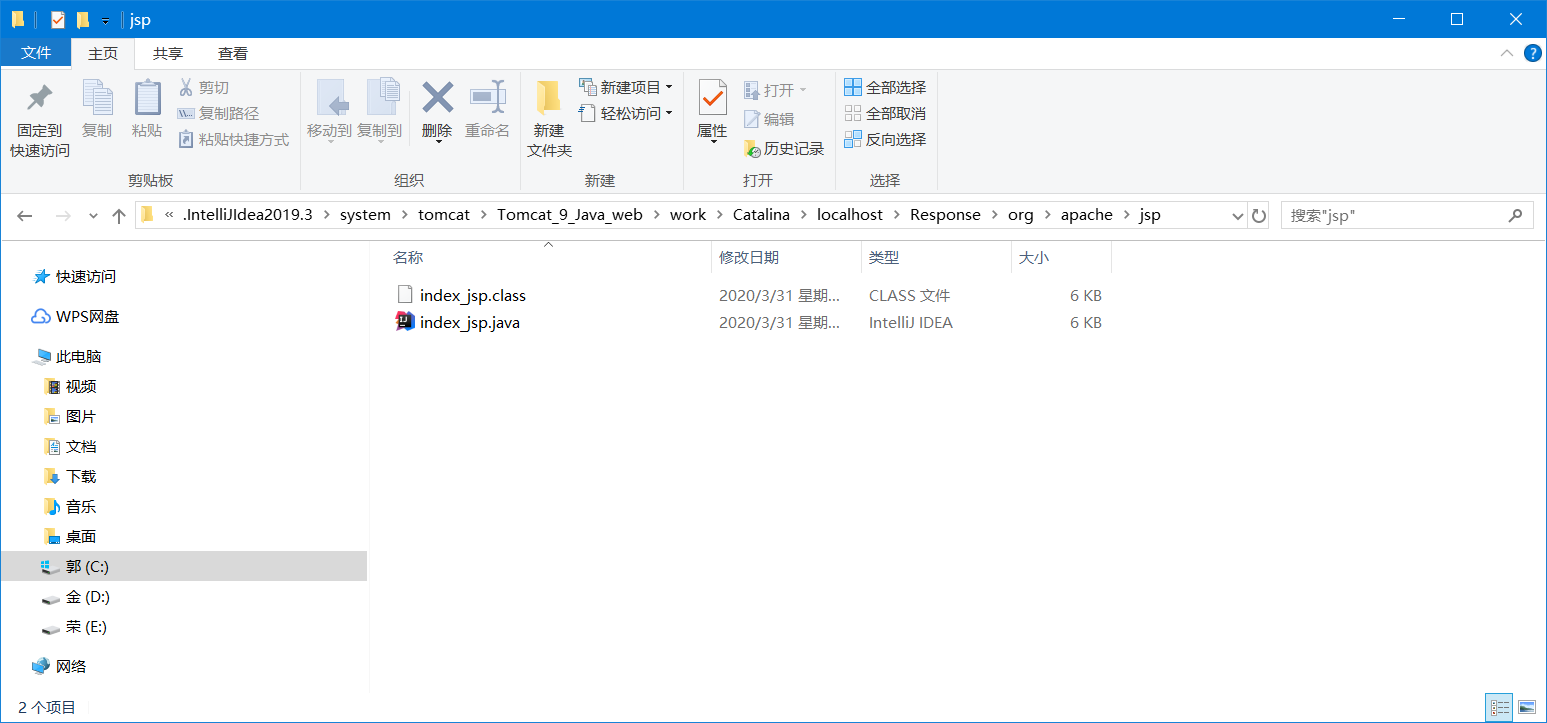 jsp
文件 主页 共享 查看
固定到
快速访问
复制
粘贴
剪切
复制路径
粘贴快捷方式
剪贴板
移动到 复制到 删除 重命名
组织
新建
文件夹
新建项目
轻松访问
新建
属性
打开
编辑
历史记录
打开
全部选择
全部取消
反向选择
选择
« .IntelliJIdea2019.3 > system > tomcat > Tomcat_9_Java_web > work > Catalina > localhost > Response > org > apache > jsp
搜索"jsp"
名称 修改日期 类型 大小
index_jsp.class 2020/3/31 星期... CLASS 文件 6 KB
index_jsp.java 2020/3/31 星期... IntelliJ IDEA 6 KB
快速访问
WPS网盘
此电脑
视频
图片
文档
下载
音乐
桌面
郭 (C:)
金 (D:)
荣 (E:)
网络
2 个项目